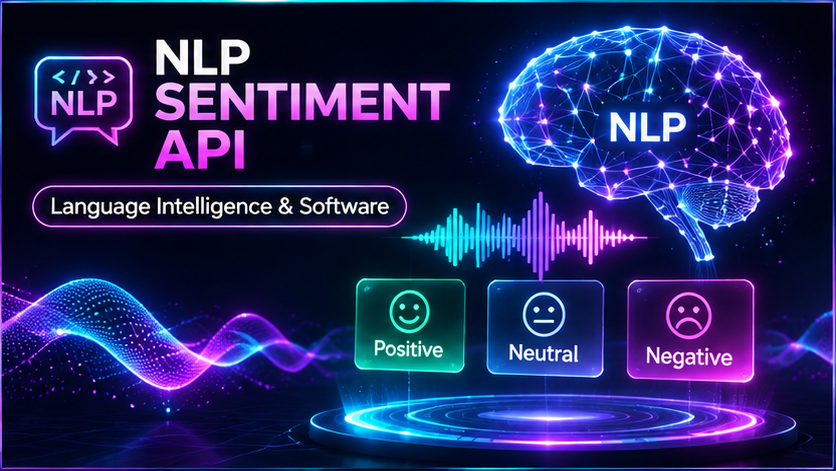 </>> 
NLP
NLP
SENTIMENT
API
Language Intelligence & Software
NLP
Positive
Neutral
Negative